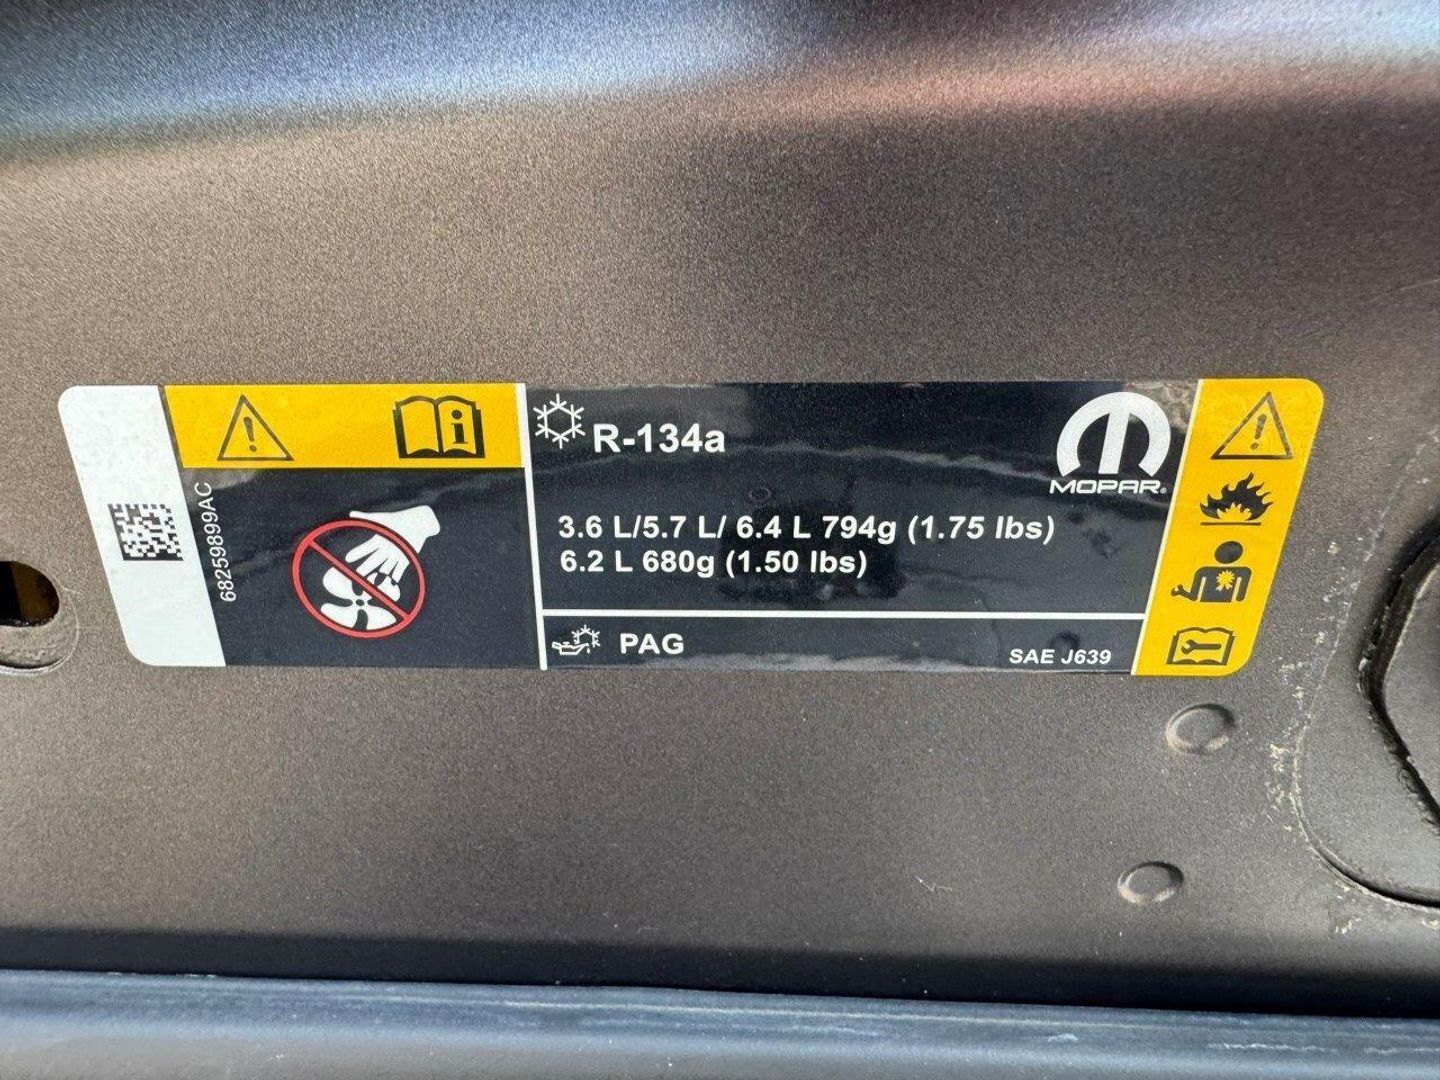 68259899AC
R-134a
MOPAR®
3.6 L/5.7 L/ 6.4 L 794g (1.75 lbs)
6.2 L 680g (1.50 lbs)
PAG
SAE J639